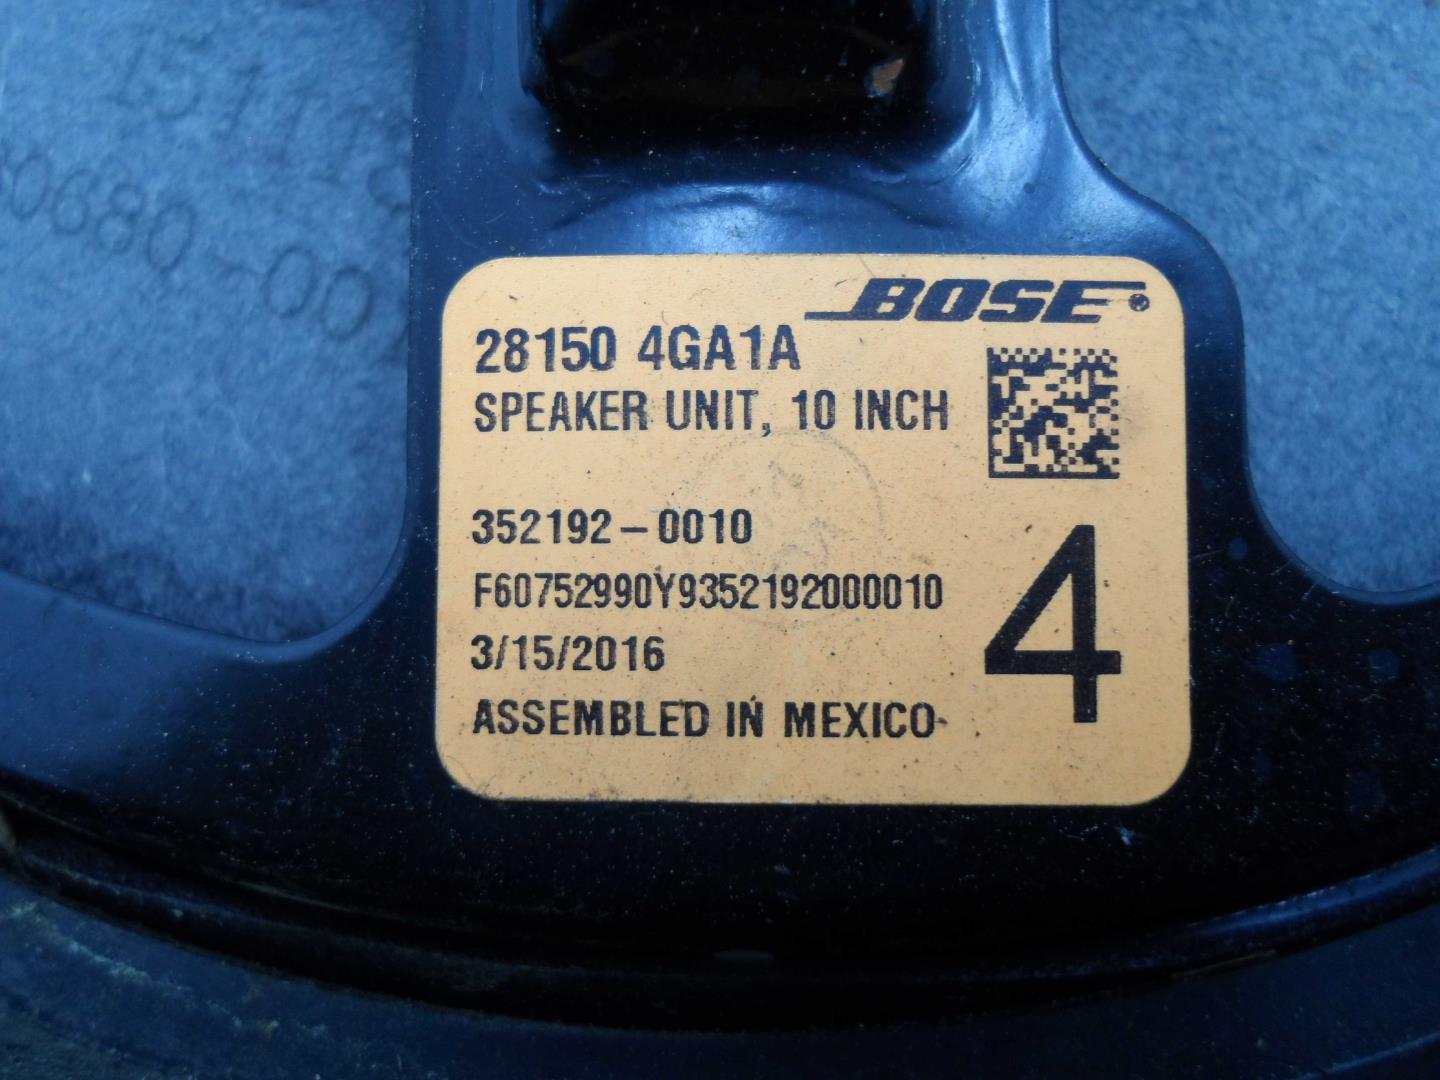 BOSE®
28150 4GA1A
SPEAKER UNIT, 10 INCH
352192-0010
F60752990Y9352192000010
3/15/2016
ASSEMBLED IN MEXICO
4